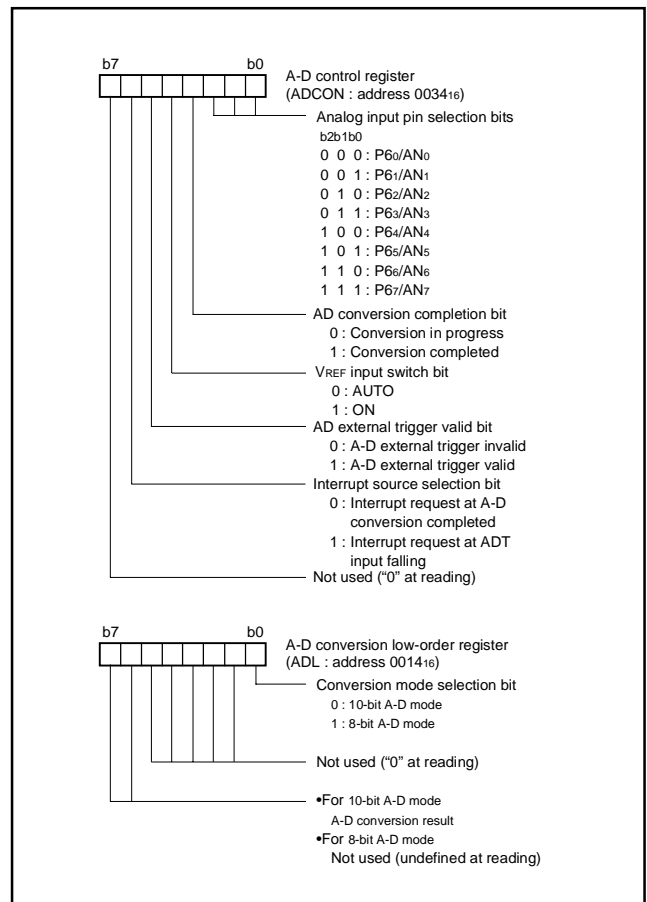 b7 b0
A-D control register
(ADCON : address 0034₁₆)
Analog input pin selection bits
b2b1b0
0 0 0 : P6₀/AN₀
0 0 1 : P6₁/AN₁
0 1 0 : P6₂/AN₂
0 1 1 : P6₃/AN₃
1 0 0 : P6₄/AN₄
1 0 1 : P6₅/AN₅
1 1 0 : P6₆/AN₆
1 1 1 : P6₇/AN₇
AD conversion completion bit
0 : Conversion in progress
1 : Conversion completed
VREF input switch bit
0 : AUTO
1 : ON
AD external trigger valid bit
0 : A-D external trigger invalid
1 : A-D external trigger valid
Interrupt source selection bit
0 : Interrupt request at A-D
conversion completed
1 : Interrupt request at ADT
input falling
Not used (“0” at reading)
b7 b0
A-D conversion low-order register
(ADL : address 0014₁₆)
Conversion mode selection bit
0 : 10-bit A-D mode
1 : 8-bit A-D mode
Not used (“0” at reading)
•For 10-bit A-D mode
A-D conversion result
•For 8-bit A-D mode
Not used (undefined at reading)